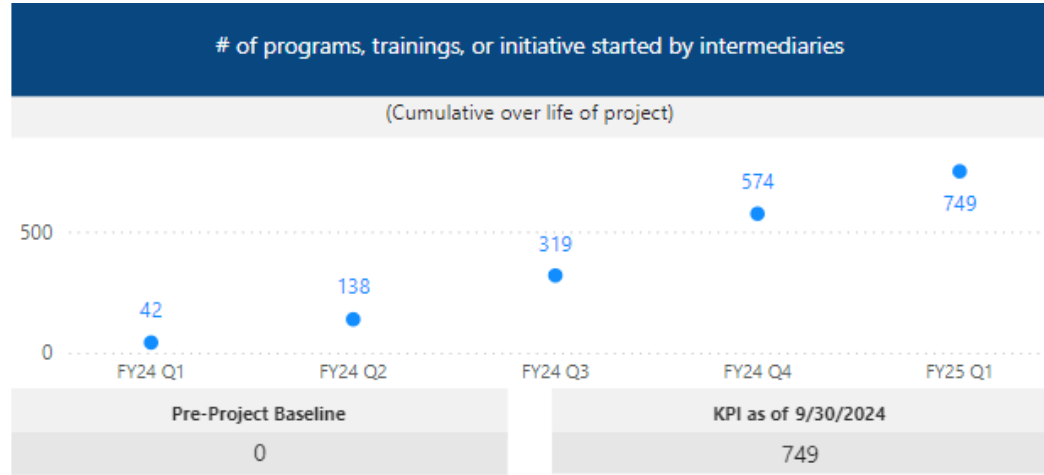 # of programs, trainings, or initiative started by intermediaries
(Cumulative over life of project)
574
749
500
319
138
42
0
FY24 Q1 FY24 Q2 FY24 Q3 FY24 Q4 FY25 Q1
Pre-Project Baseline KPI as of 9/30/2024
0 749